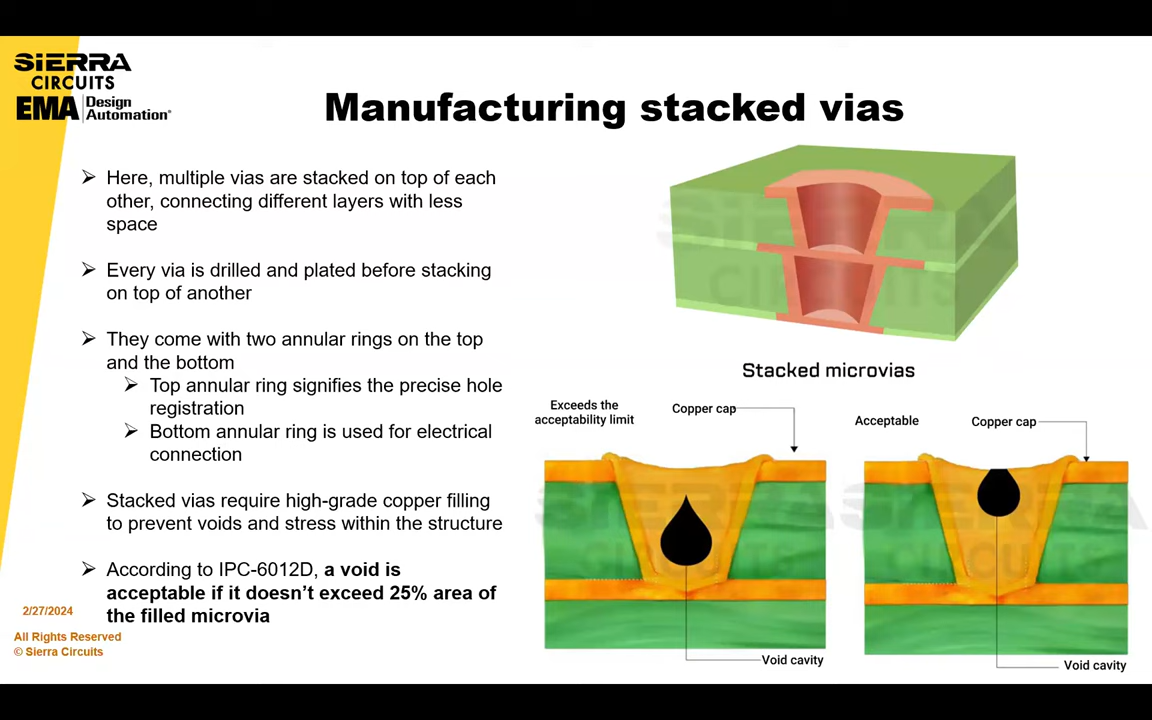 SiERRA
CIRCUITS
EMA Design
Automation®
Manufacturing stacked vias
Here, multiple vias are stacked on top of each
other, connecting different layers with less
space
Every via is drilled and plated before stacking
on top of another
They come with two annular rings on the top
and the bottom
Top annular ring signifies the precise hole
registration
Bottom annular ring is used for electrical
connection
Stacked vias require high-grade copper filling
to prevent voids and stress within the structure
According to IPC-6012D, a void is
acceptable if it doesn’t exceed 25% area of
the filled microvia
2/27/2024
All Rights Reserved
© Sierra Circuits
SIERRA
CIRCUITS
Stacked microvias
Exceeds the
acceptability limit
Copper cap
SIERRA
CIRCUITS
Void cavity
Acceptable
Copper cap
SIERRA
CIRCUITS
Void cavity